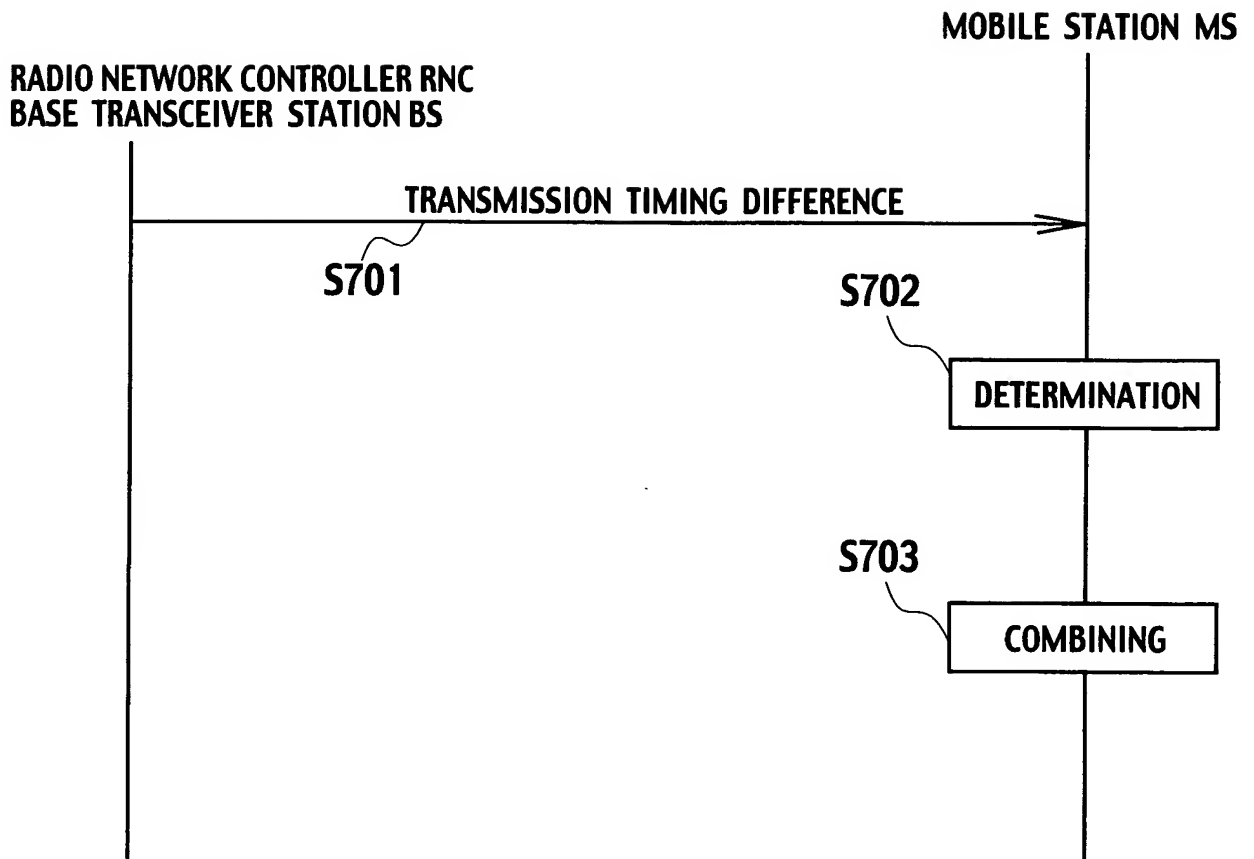 MOBILE STATION MS
RADIO NETWORK CONTROLLER RNC
BASE TRANSCEIVER STATION BS
TRANSMISSION TIMING DIFFERENCE
S701
S702
DETERMINATION
S703
COMBINING